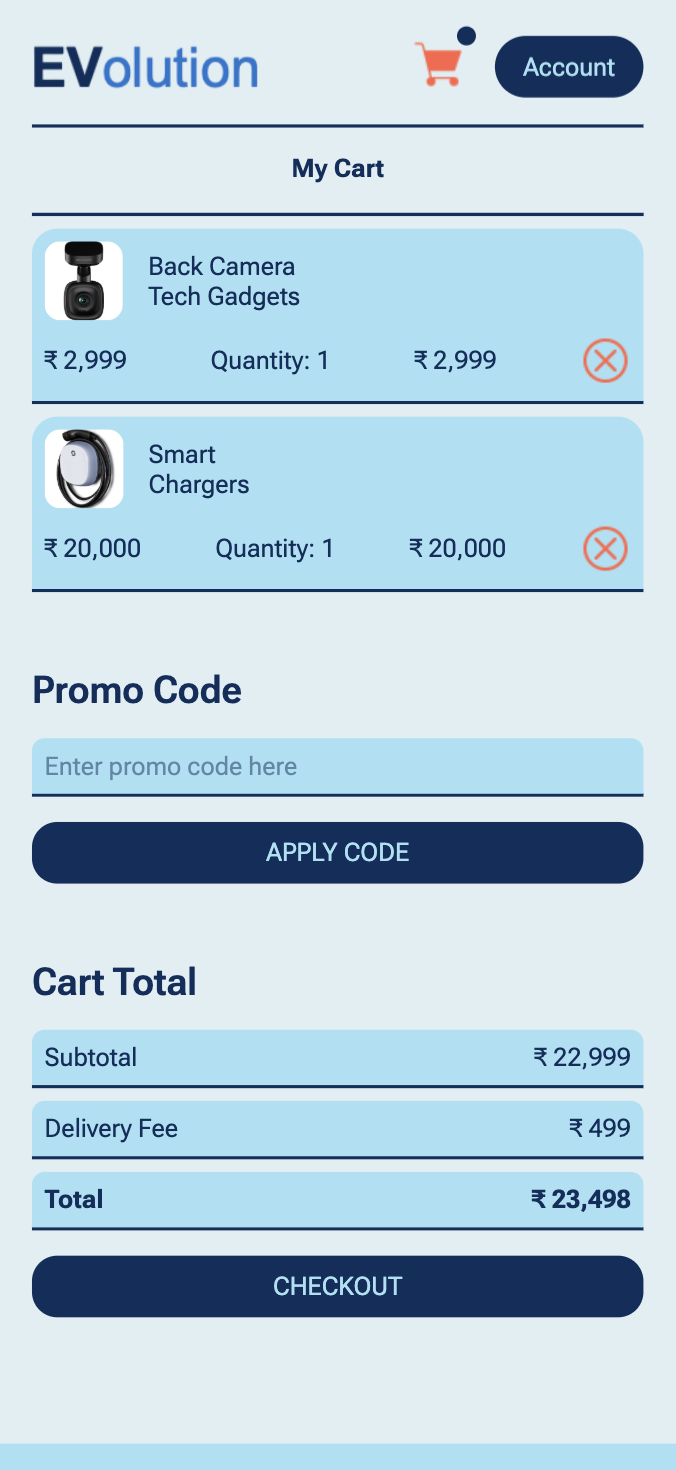 EVolution
Account
My Cart
Back Camera
Tech Gadgets
₹ 2,999 Quantity: 1 ₹ 2,999
Smart
Chargers
₹ 20,000 Quantity: 1 ₹ 20,000
Promo Code
Enter promo code here
APPLY CODE
Cart Total
Subtotal ₹ 22,999
Delivery Fee ₹ 499
Total ₹ 23,498
CHECKOUT